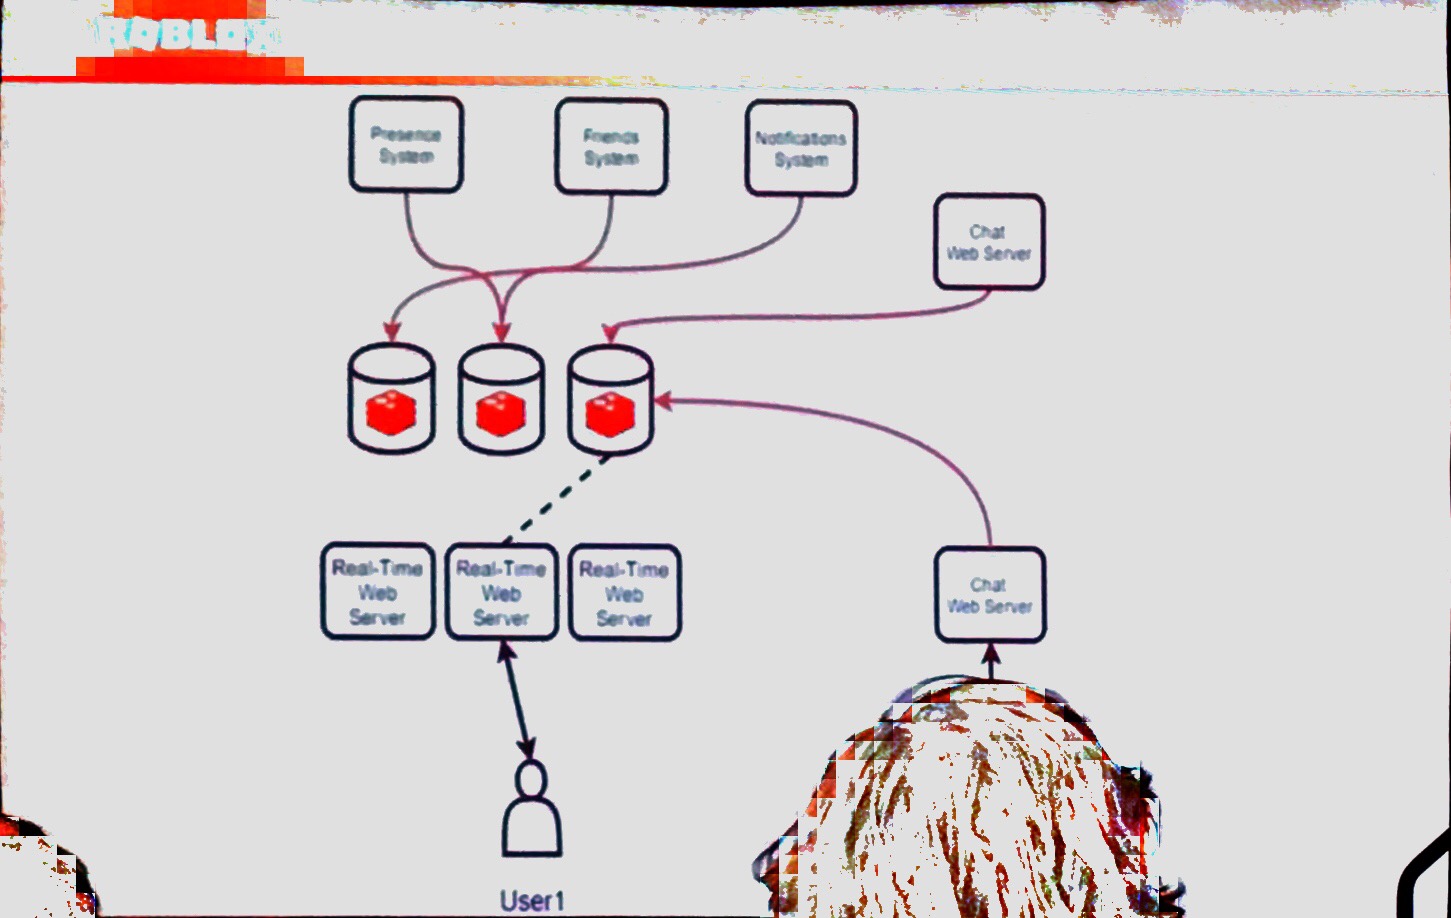 ROBLOX
Presence
System
Friends
System
Notifications
System
Chat
Web Server
Real-Time
Web
Server
Real-Time
Web
Server
Real-Time
Web
Server
Chat
Web Server
User1